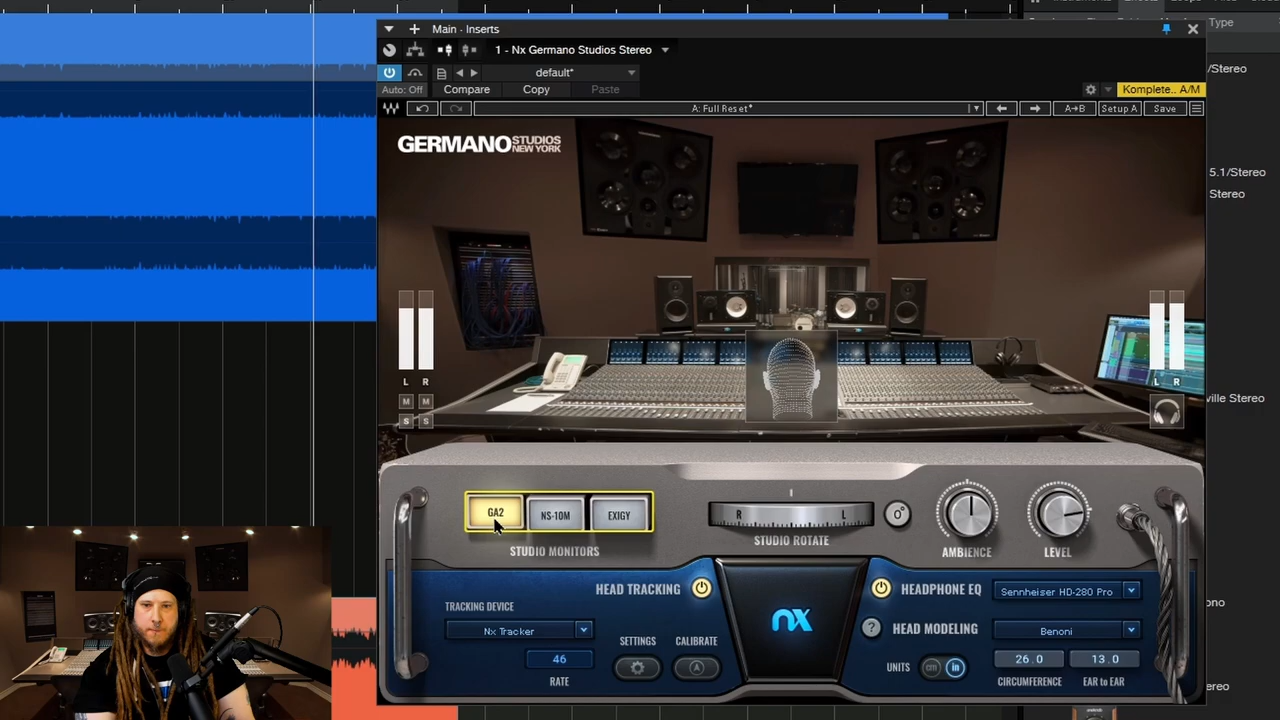 Type
Main · Inserts
1 - Nx Germano Studios Stereo
default*
/Stereo
Auto: Off
Compare
Copy
Paste
Komplete.. A/M
A: Full Reset*
A→B
Setup A
Save
GERMANO STUDIOS NEW YORK
5.1/Stereo
Stereo
L R
L R
M M
S S
ville Stereo
GA2
NS-10M
EXIGY
R
L
0°
STUDIO MONITORS
STUDIO ROTATE
AMBIENCE
LEVEL
HEAD TRACKING
HEADPHONE EQ
Sennheiser HD-280 Pro
TRACKING DEVICE
Nx Tracker
SETTINGS
CALIBRATE
A
nx
?
HEAD MODELING
Benoni
46
RATE
UNITS
cm
in
26.0
13.0
CIRCUMFERENCE
EAR to EAR
ono
ereo